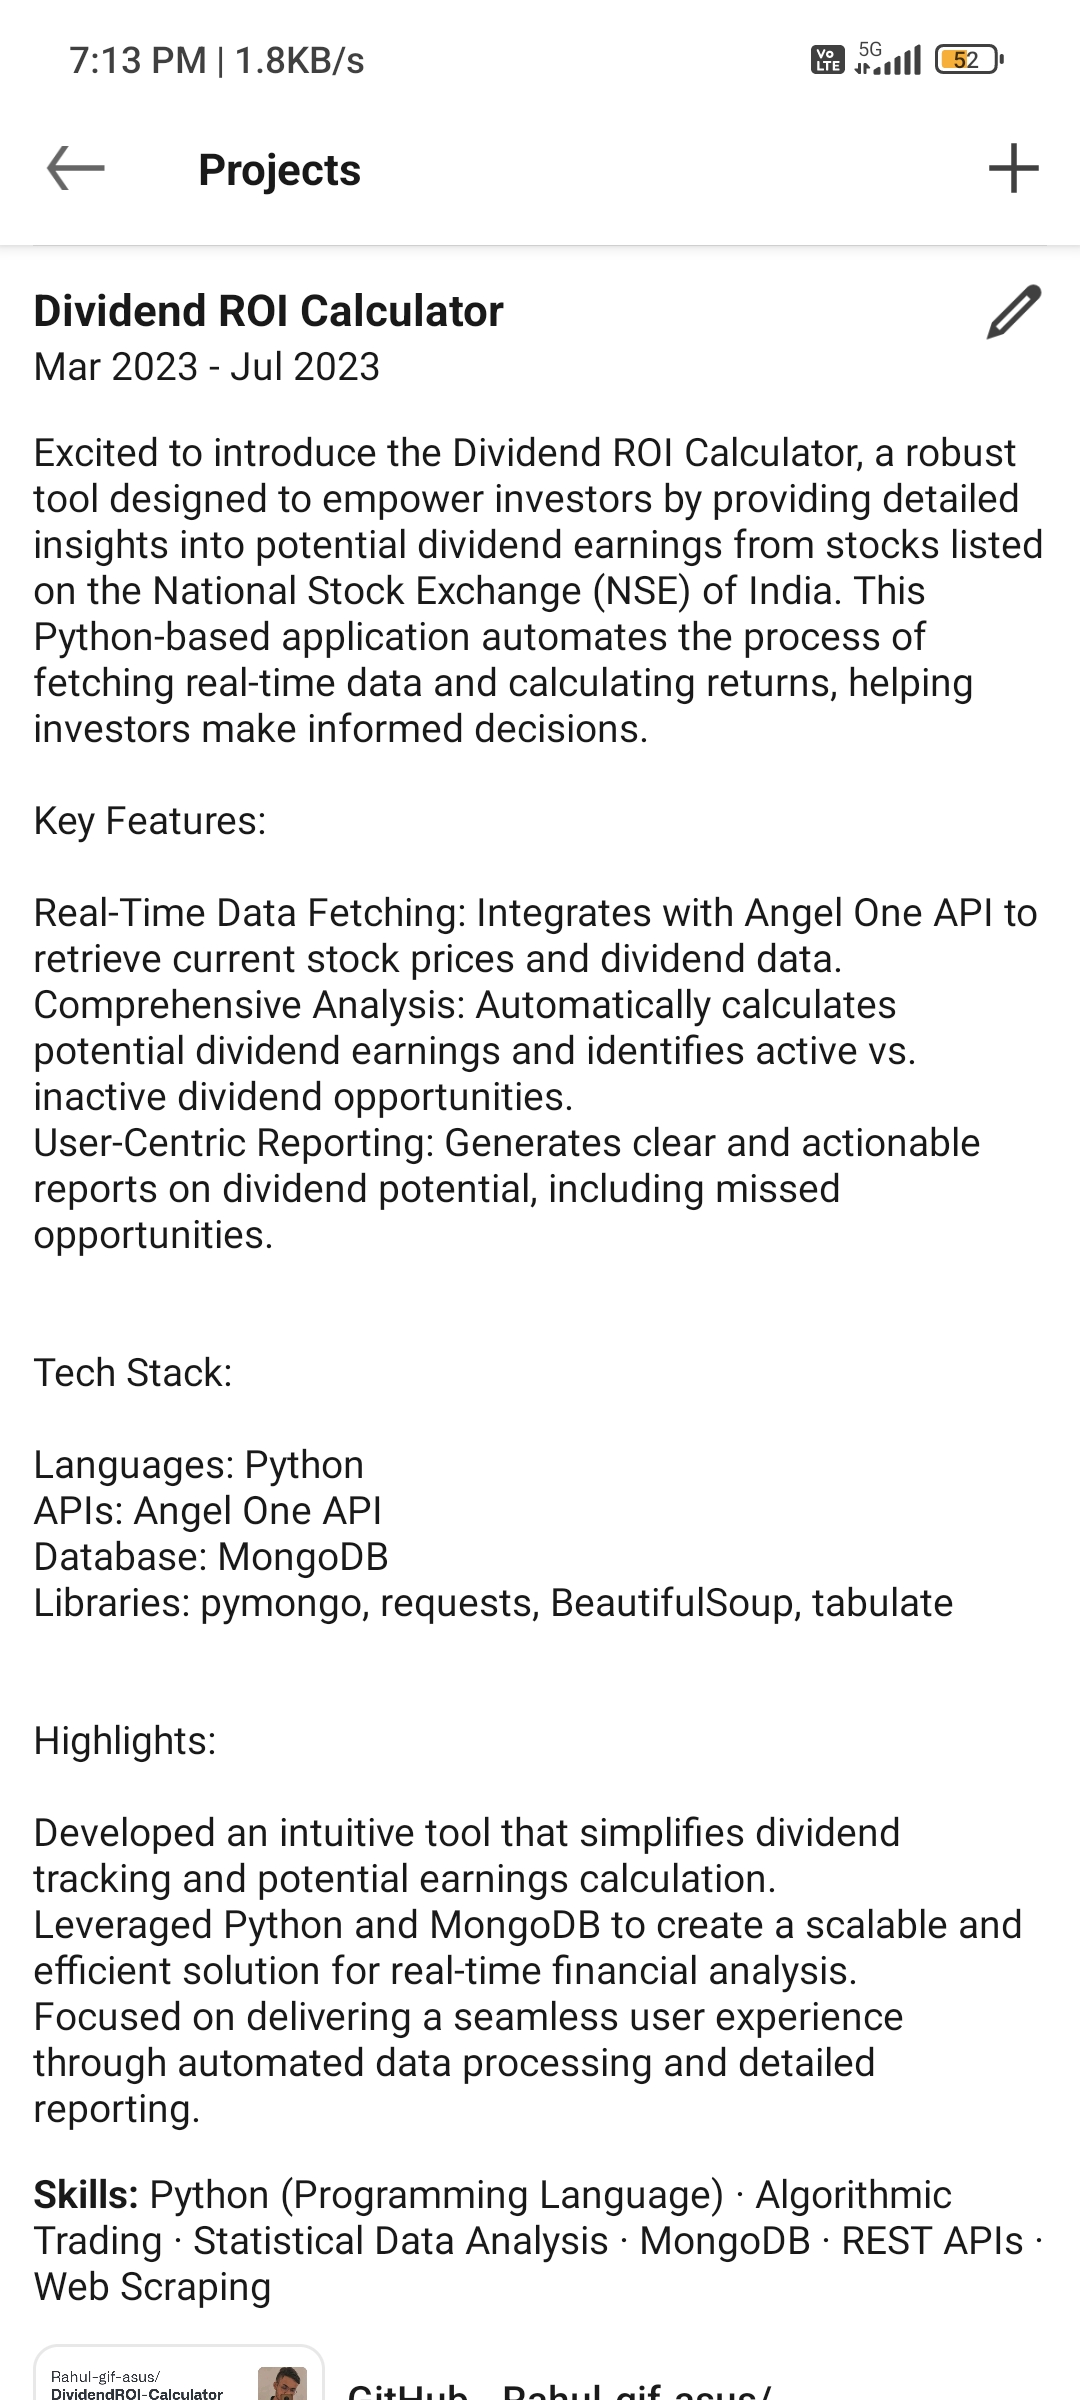 7:13 PM | 1.8KB/s
Vo LTE 5G 52
Projects
Dividend ROI Calculator
Mar 2023 - Jul 2023
Excited to introduce the Dividend ROI Calculator, a robust
tool designed to empower investors by providing detailed
insights into potential dividend earnings from stocks listed
on the National Stock Exchange (NSE) of India. This
Python-based application automates the process of
fetching real-time data and calculating returns, helping
investors make informed decisions.
Key Features:
Real-Time Data Fetching: Integrates with Angel One API to
retrieve current stock prices and dividend data.
Comprehensive Analysis: Automatically calculates
potential dividend earnings and identifies active vs.
inactive dividend opportunities.
User-Centric Reporting: Generates clear and actionable
reports on dividend potential, including missed
opportunities.
Tech Stack:
Languages: Python
APIs: Angel One API
Database: MongoDB
Libraries: pymongo, requests, BeautifulSoup, tabulate
Highlights:
Developed an intuitive tool that simplifies dividend
tracking and potential earnings calculation.
Leveraged Python and MongoDB to create a scalable and
efficient solution for real-time financial analysis.
Focused on delivering a seamless user experience
through automated data processing and detailed
reporting.
Skills: Python (Programming Language) · Algorithmic
Trading · Statistical Data Analysis · MongoDB · REST APIs ·
Web Scraping
Rahul-gif-asus/
DividendROI-Calculator
GitHub - Rahul-gif-asus/